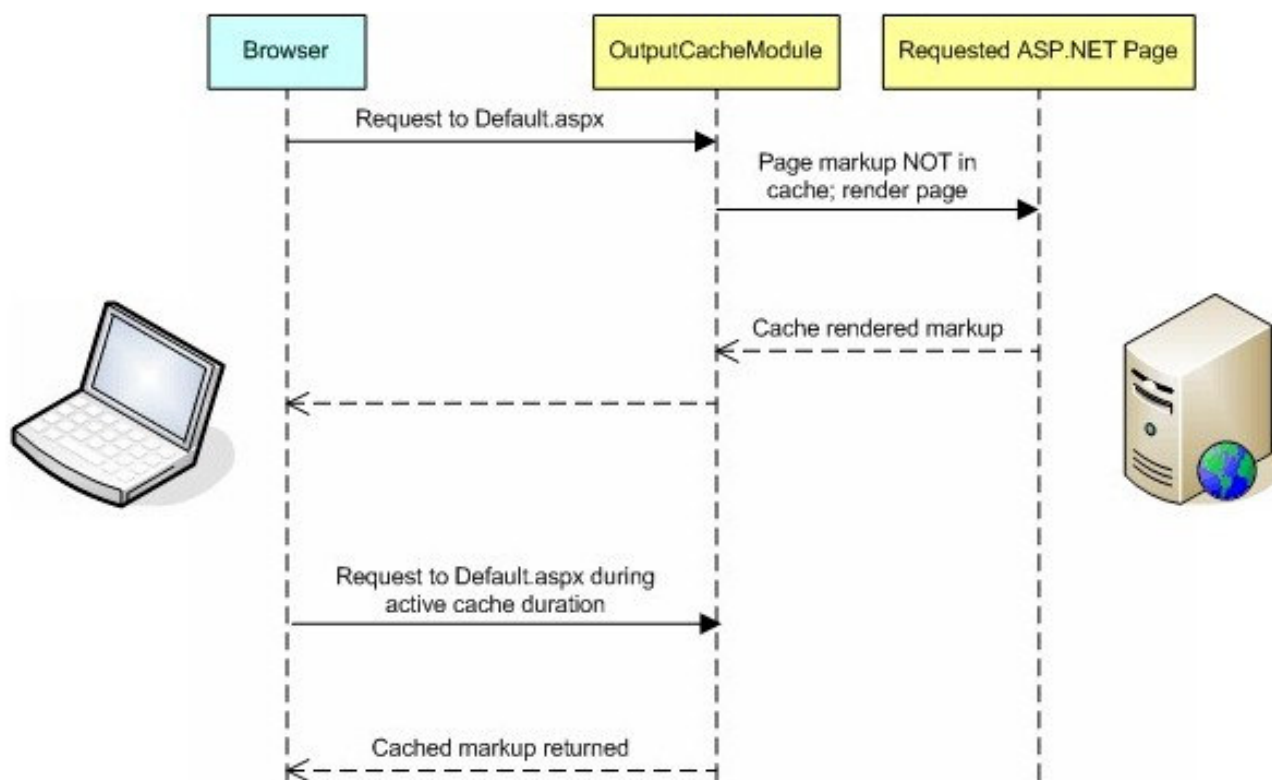 Browser
OutputCacheModule
Requested ASP.NET Page
Request to Default.aspx
Page markup NOT in
cache; render page
Cache rendered markup
Request to Default.aspx during
active cache duration
Cached markup returned